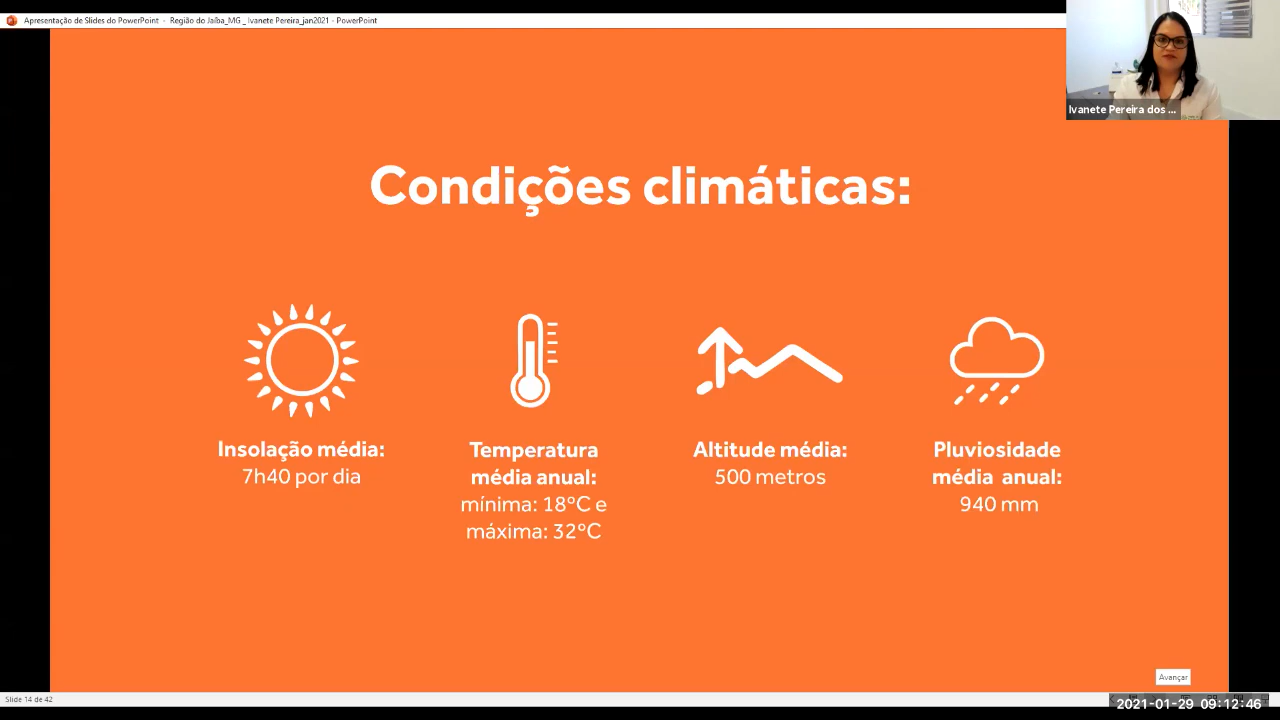 Apresentação de Slides do PowerPoint - Região do Jaíba_MG _ Ivanete Pereira_jan2021 - PowerPoint
Ivanete Pereira dos ...
Condições climáticas:
Insolação média:
7h40 por dia
Temperatura
média anual:
mínima: 18°C e
máxima: 32°C
Altitude média:
500 metros
Pluviosidade
média anual:
940 mm
Avançar
Slide 14 de 42
2021-01-29 09:12:46